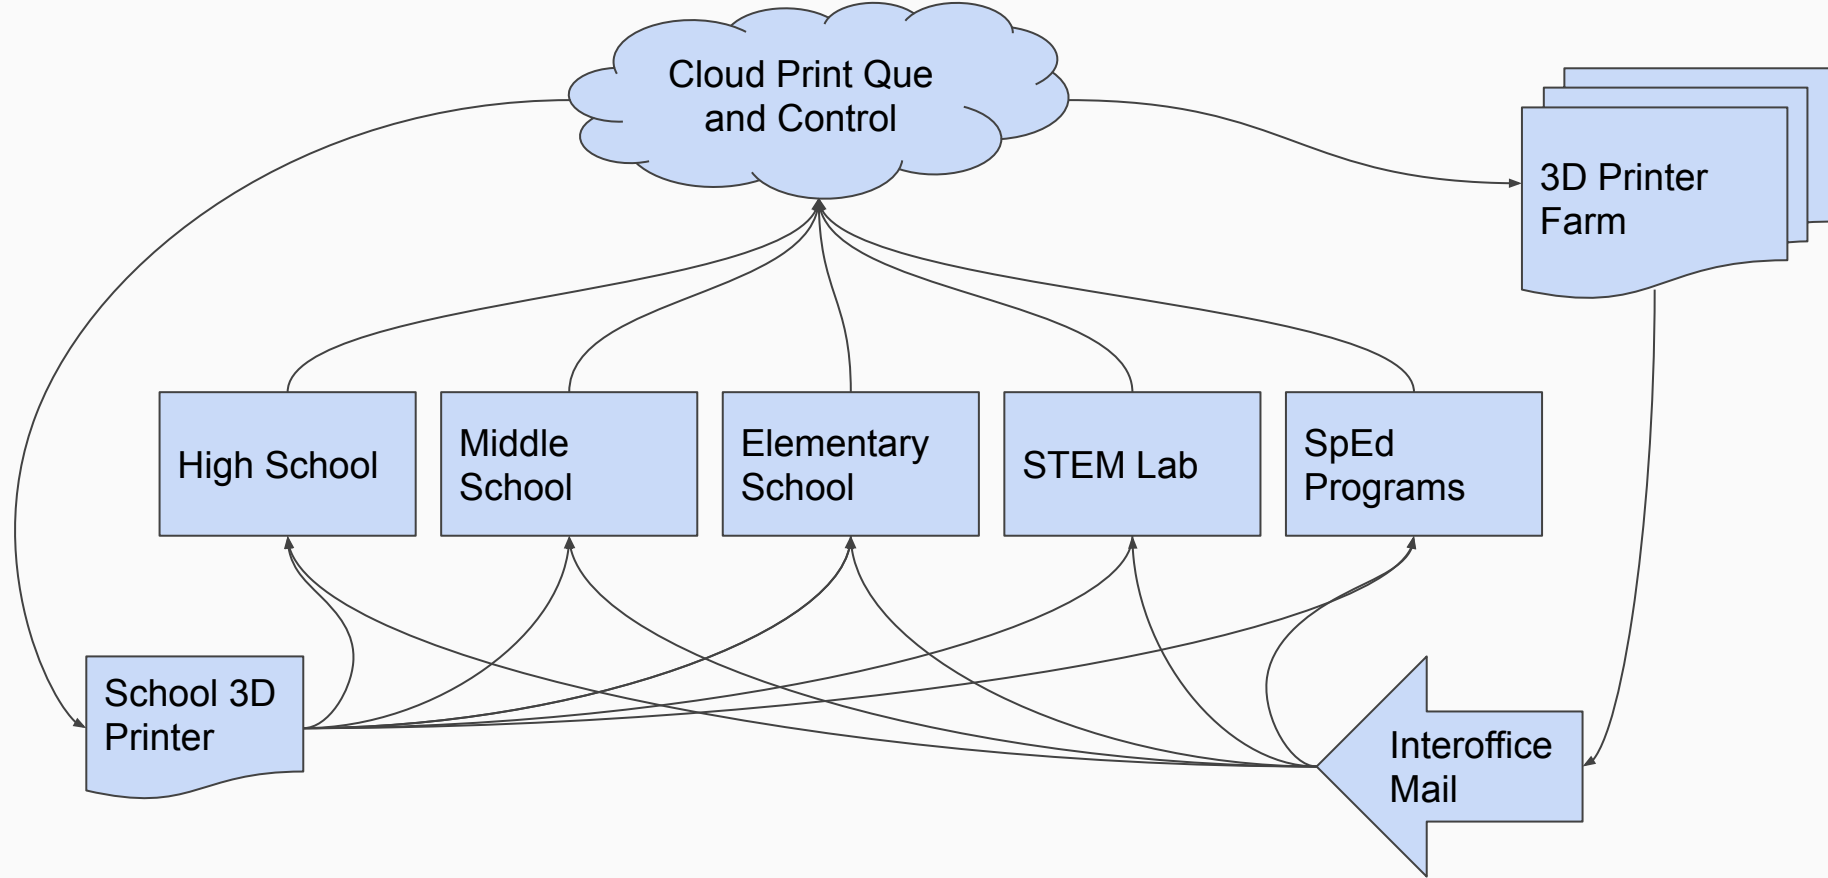 Cloud Print Que
and Control
3D Printer
Farm
High School
Middle
School
Elementary
School
STEM Lab
SpEd
Programs
School 3D
Printer
Interoffice
Mail